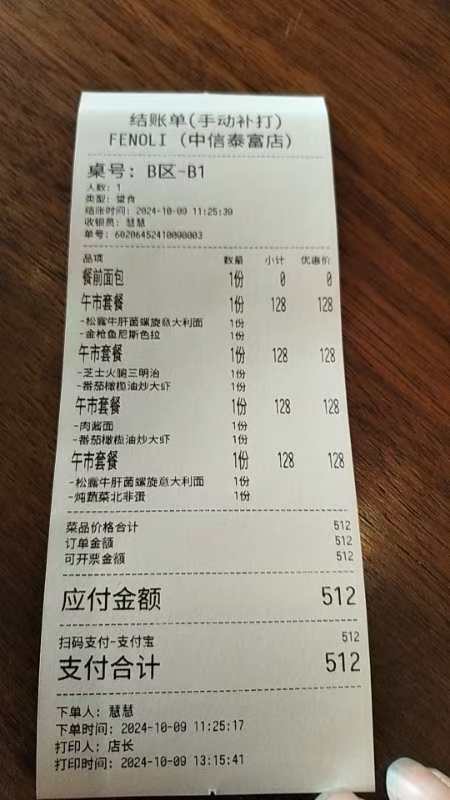 结账单(手动补打)
FENOLI (中信泰富店)
桌号: B区-B1
人数: 1
类型: 堂食
结账时间: 2024-10-09 11:25:39
收银员: 慧慧
单号: 60206452410090003
品项 数量 小计 优惠价
餐前面包 1份 0 0
午市套餐 1份 128 128
-松露牛肝菌螺旋意大利面 1份
-金枪鱼尼斯色拉 1份
午市套餐 1份 128 128
-芝士火腿三明治 1份
-番茄橄榄油炒大虾 1份
午市套餐 1份 128 128
-肉酱面 1份
-番茄橄榄油炒大虾 1份
午市套餐 1份 128 128
-松露牛肝菌螺旋意大利面 1份
-炖蔬菜北非蛋 1份
菜品价格合计 512
订单金额 512
可开票金额 512
应付金额 512
扫码支付-支付宝 512
支付合计 512
下单人: 慧慧
下单时间: 2024-10-09 11:25:17
打印人: 店长
打印时间: 2024-10-09 13:15:41